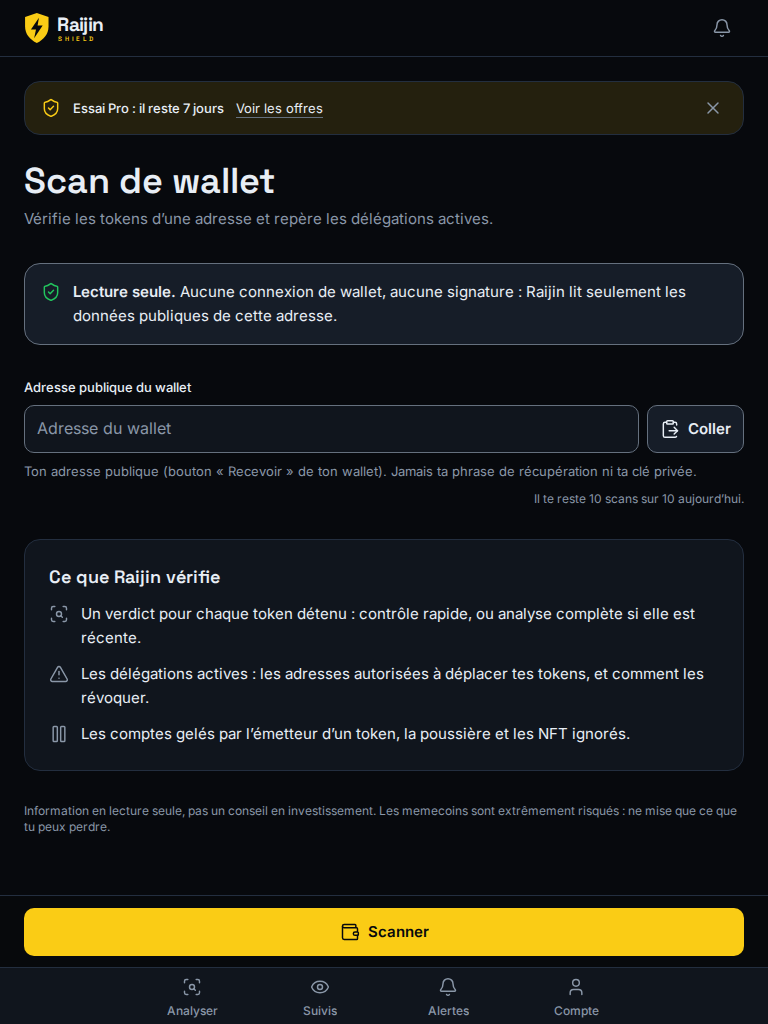 Raijin
SHIELD
Essai Pro : il reste 7 jours Voir les offres
Scan de wallet
Vérifie les tokens d’une adresse et repère les délégations actives.
Lecture seule. Aucune connexion de wallet, aucune signature : Raijin lit seulement les
données publiques de cette adresse.
Adresse publique du wallet
Adresse du wallet
Coller
Ton adresse publique (bouton « Recevoir » de ton wallet). Jamais ta phrase de récupération ni ta clé privée.
Il te reste 10 scans sur 10 aujourd’hui.
Ce que Raijin vérifie
Un verdict pour chaque token détenu : contrôle rapide, ou analyse complète si elle est
récente.
Les délégations actives : les adresses autorisées à déplacer tes tokens, et comment les
révoquer.
Les comptes gelés par l’émetteur d’un token, la poussière et les NFT ignorés.
Information en lecture seule, pas un conseil en investissement. Les memecoins sont extrêmement risqués : ne mise que ce que
tu peux perdre.
Scanner
Analyser Suivis Alertes Compte